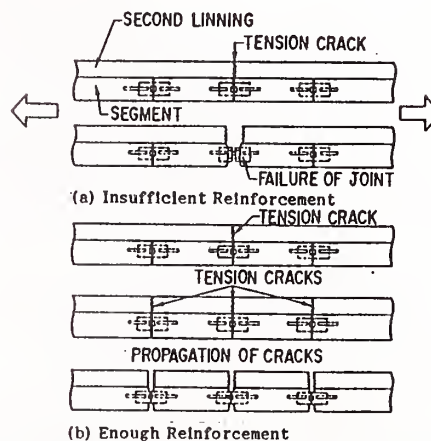 SECOND LINNING
TENSION CRACK
SEGMENT
FAILURE OF JOINT
(a) Insufficient Reinforcement
TENSION CRACK
TENSION CRACKS
PROPAGATION OF CRACKS
(b) Enough Reinforcement